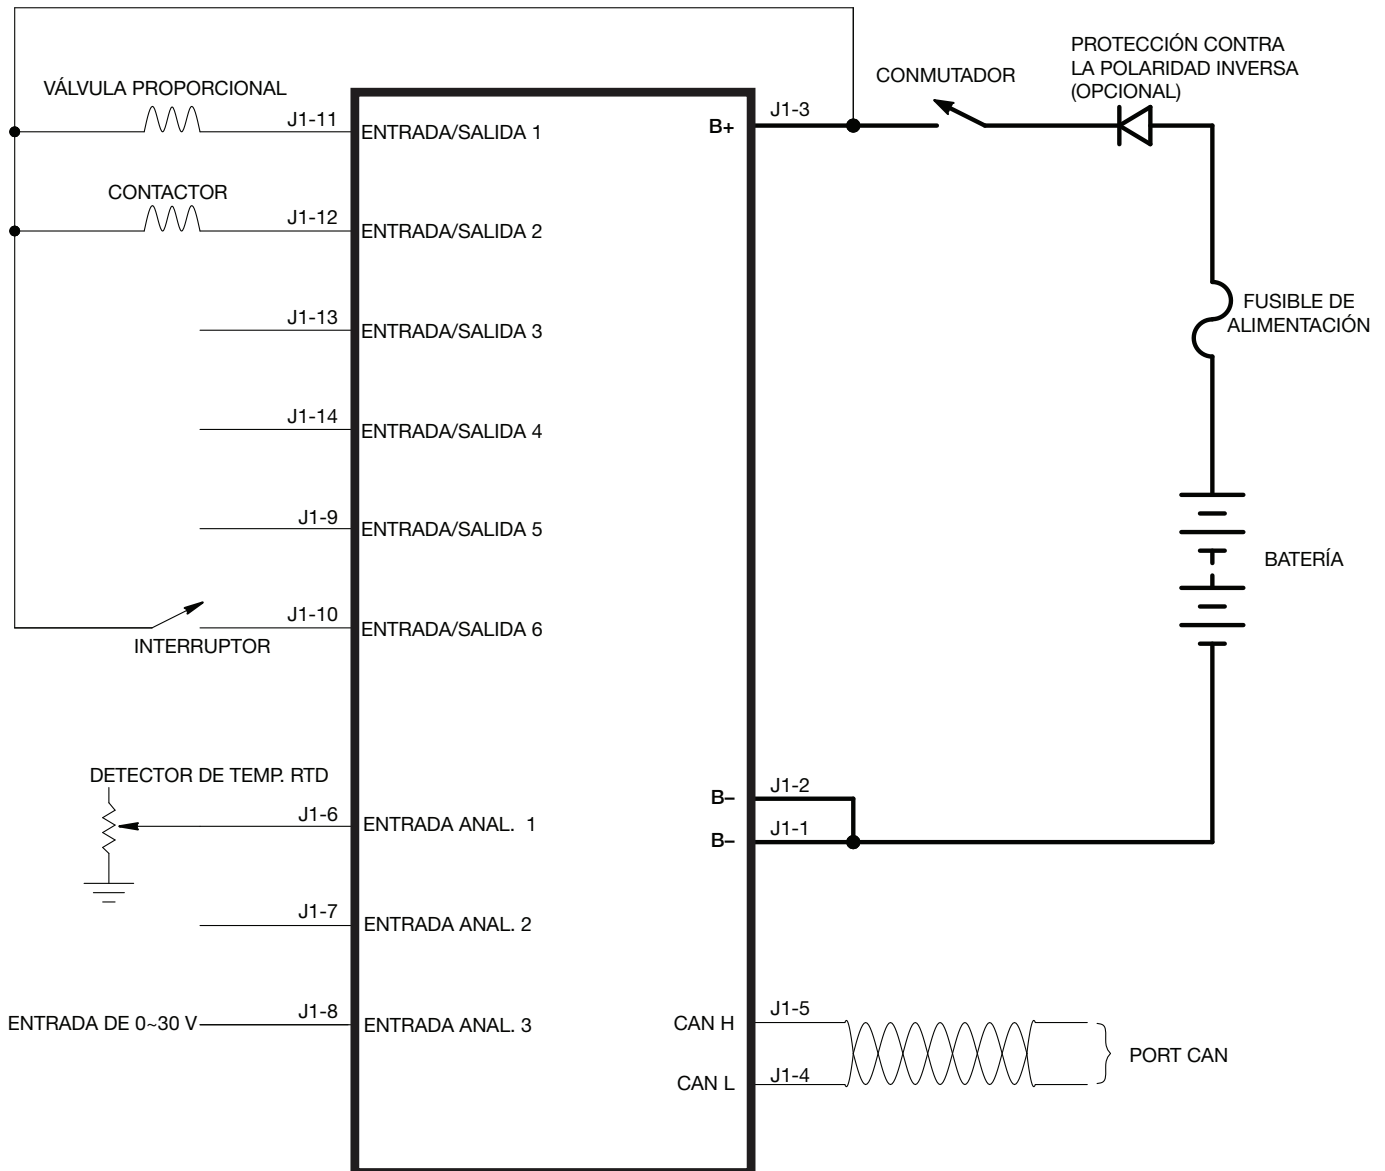 PROTECCIÓN CONTRA
LA POLARIDAD INVERSA
(OPCIONAL)
CONMUTADOR
VÁLVULA PROPORCIONAL
J1-11
ENTRADA/SALIDA 1
B+
J1-3
CONTACTOR
J1-12
ENTRADA/SALIDA 2
J1-13
ENTRADA/SALIDA 3
FUSIBLE DE
ALIMENTACIÓN
J1-14
ENTRADA/SALIDA 4
J1-9
ENTRADA/SALIDA 5
BATERÍA
J1-10
ENTRADA/SALIDA 6
INTERRUPTOR
DETECTOR DE TEMP. RTD
J1-6
ENTRADA ANAL. 1
B–
J1-2
B–
J1-1
J1-7
ENTRADA ANAL. 2
ENTRADA DE 0~30 V
J1-8
ENTRADA ANAL. 3
CAN H
J1-5
CAN L
J1-4
PORT CAN